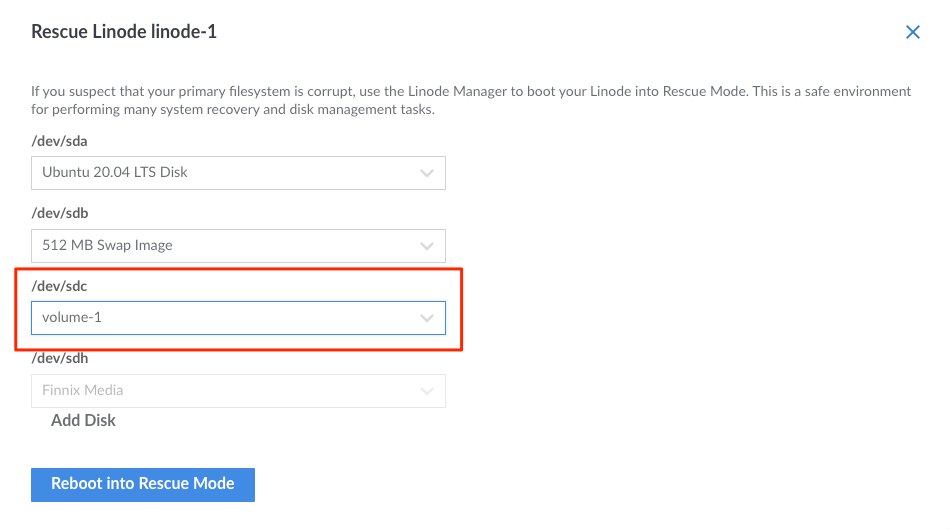 Rescue Linode linode-1
If you suspect that your primary filesystem is corrupt, use the Linode Manager to boot your Linode into Rescue Mode. This is a safe environment
for performing many system recovery and disk management tasks.
/dev/sda
Ubuntu 20.04 LTS Disk
/dev/sdb
512 MB Swap Image
/dev/sdc
volume-1
/dev/sdh
Finnix Media
Add Disk
Reboot into Rescue Mode